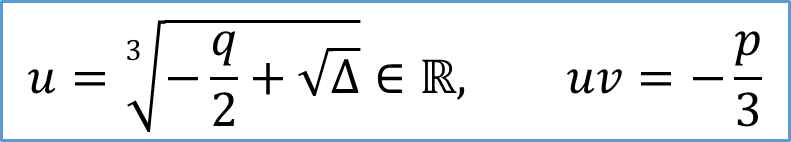 u = ∛(−q/2 + √Δ) ∈ ℝ, uv = −p/3